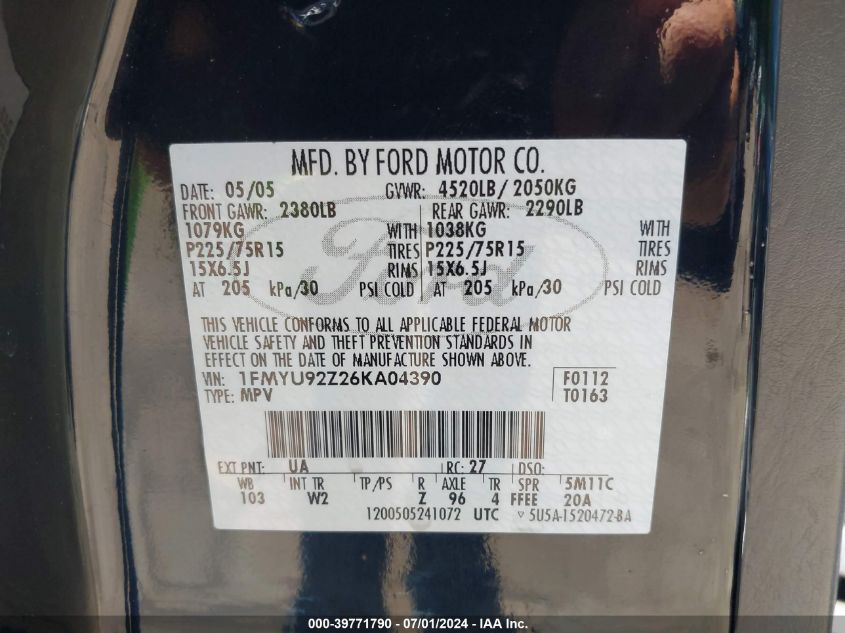 MFD. BY FORD MOTOR CO.
DATE: 05/05 GVWR: 4520LB/2050KG
FRONT GAWR: 2380LB REAR GAWR: 2290LB
1079KG WITH 1038KG WITH
P225/75R15 TIRES P225/75R15 TIRES
15X6.5J RIMS 15X6.5J RIMS
AT 205 kPa/30 PSI COLD AT 205 kPa/30 PSI COLD
Ford
THIS VEHICLE CONFORMS TO ALL APPLICABLE FEDERAL MOTOR
VEHICLE SAFETY AND THEFT PREVENTION STANDARDS IN
EFFECT ON THE DATE OF MANUFACTURE SHOWN ABOVE.
VIN: 1FMYU92Z26KA04390 F0112
TYPE: MPV T0163
EXT PNT: UA RC: 27 DSO:
WB INT TR TP/PS R AXLE TR SPR 5M11C
103 W2 Z 96 4 FFEE 20A
1200505241072 UTC ▽ 5U5A-1520472-BA
000-39771790 - 07/01/2024 - IAA Inc.